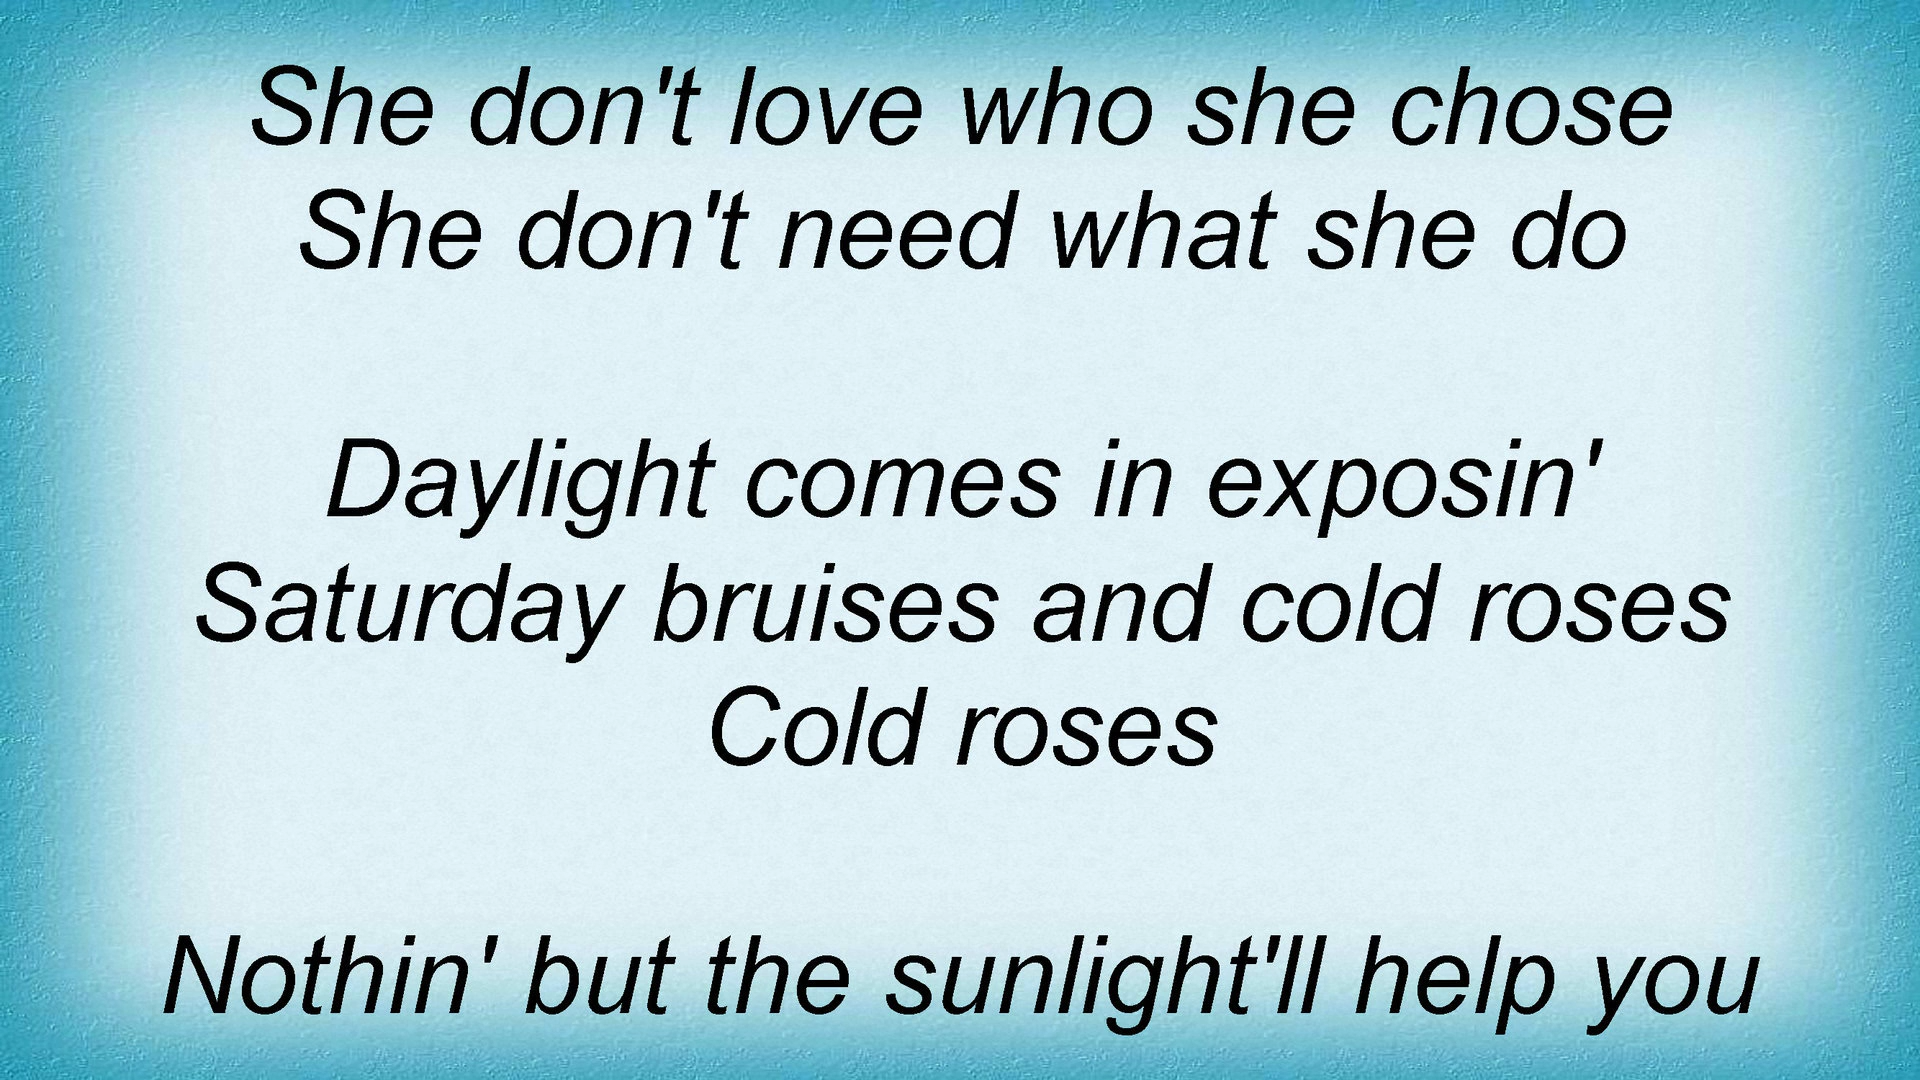 She don't love who she chose
She don't need what she do
Daylight comes in exposin'
Saturday bruises and cold roses
Cold roses
Nothin' but the sunlight'll help you